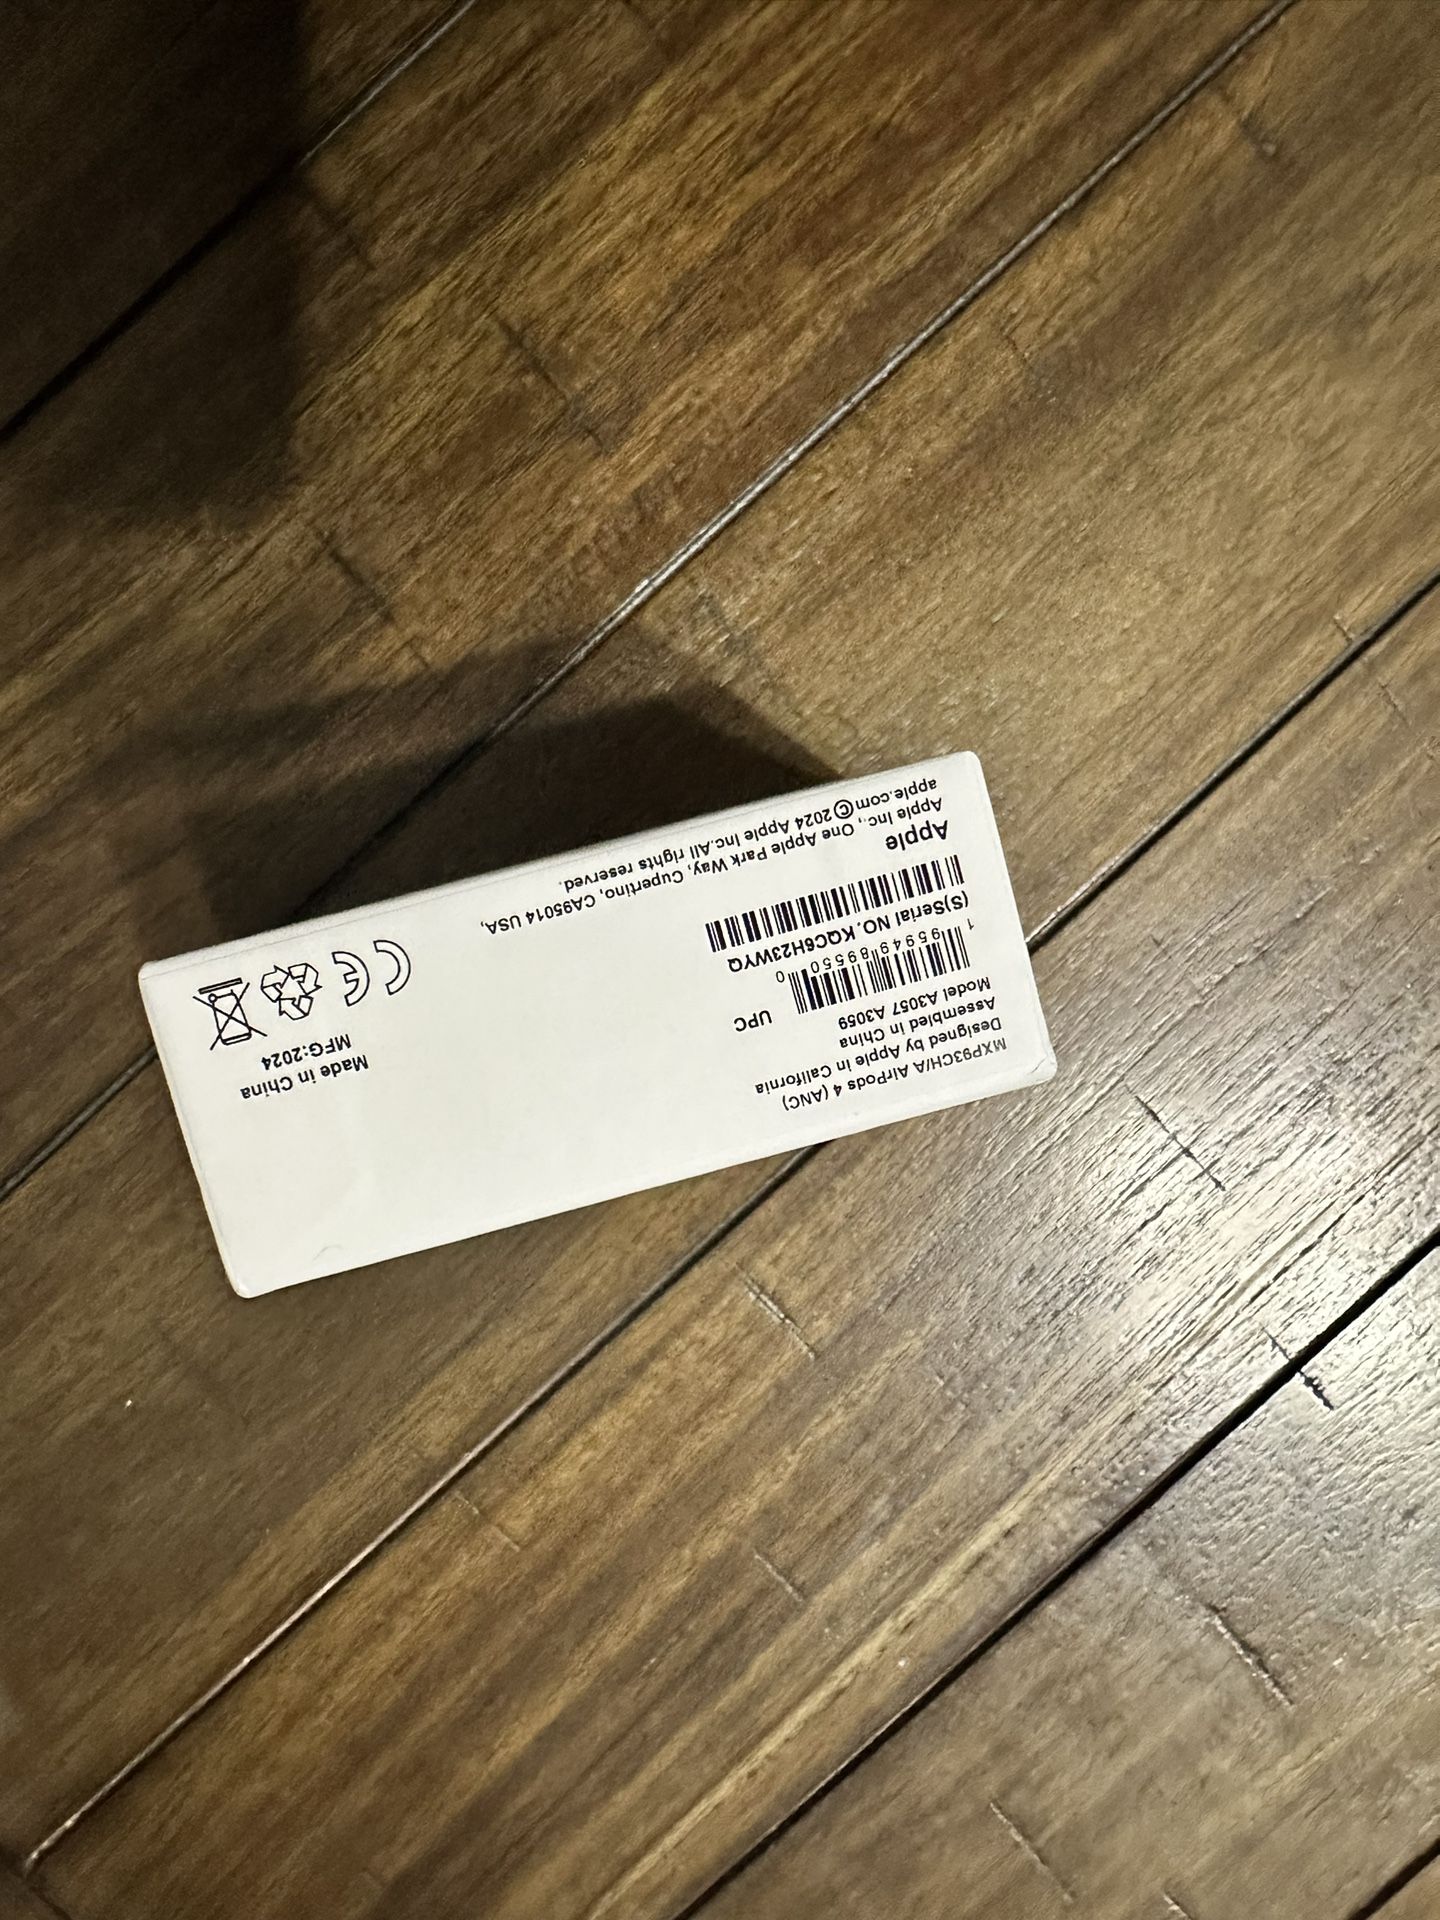 MXP93CH/A AirPods 4 (ANC)
Designed by Apple in California
Assembled in China
Model A3057 A3059
UPC
1 95949 89550 0
(S)Serial NO. KQC6H23WYQ
Apple
Apple Inc., One Apple Park Way, Cupertino, CA95014 USA,
apple.com©2024 Apple Inc.All rights reserved.
Made in China
MFG:2024
CE